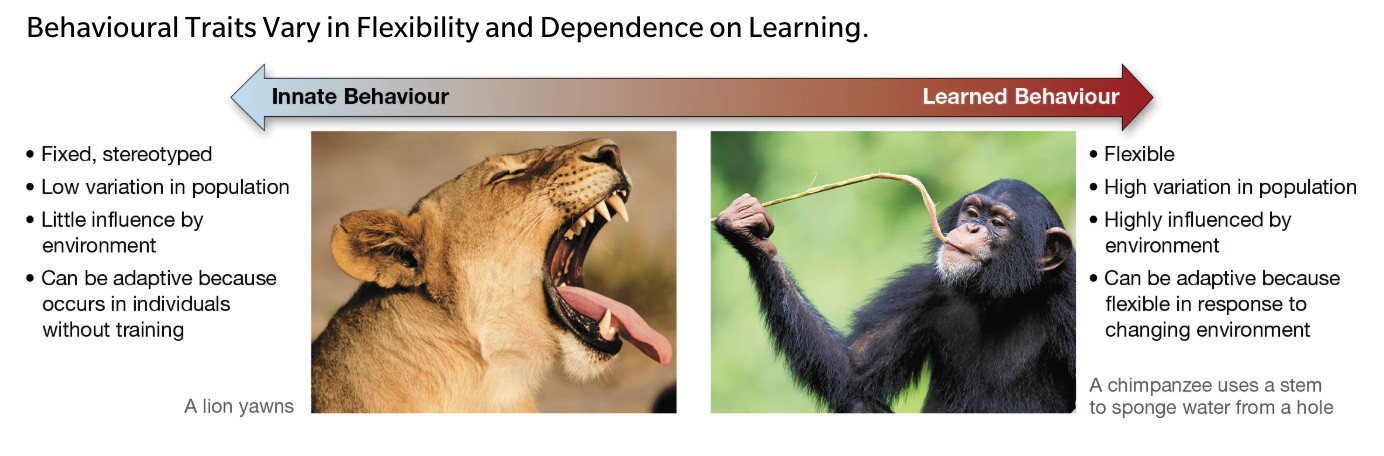 Behavioural Traits Vary in Flexibility and Dependence on Learning.
Innate Behaviour
Learned Behaviour
• Fixed, stereotyped
• Low variation in population
• Little influence by
environment
• Can be adaptive because
occurs in individuals
without training
A lion yawns
• Flexible
• High variation in population
• Highly influenced by
environment
• Can be adaptive because
flexible in response to
changing environment
A chimpanzee uses a stem
to sponge water from a hole